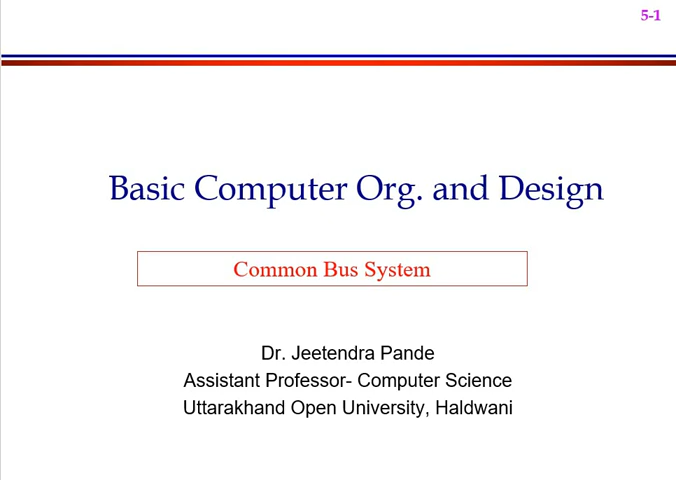 5-1
Basic Computer Org. and Design
Common Bus System
Dr. Jeetendra Pande
Assistant Professor- Computer Science
Uttarakhand Open University, Haldwani